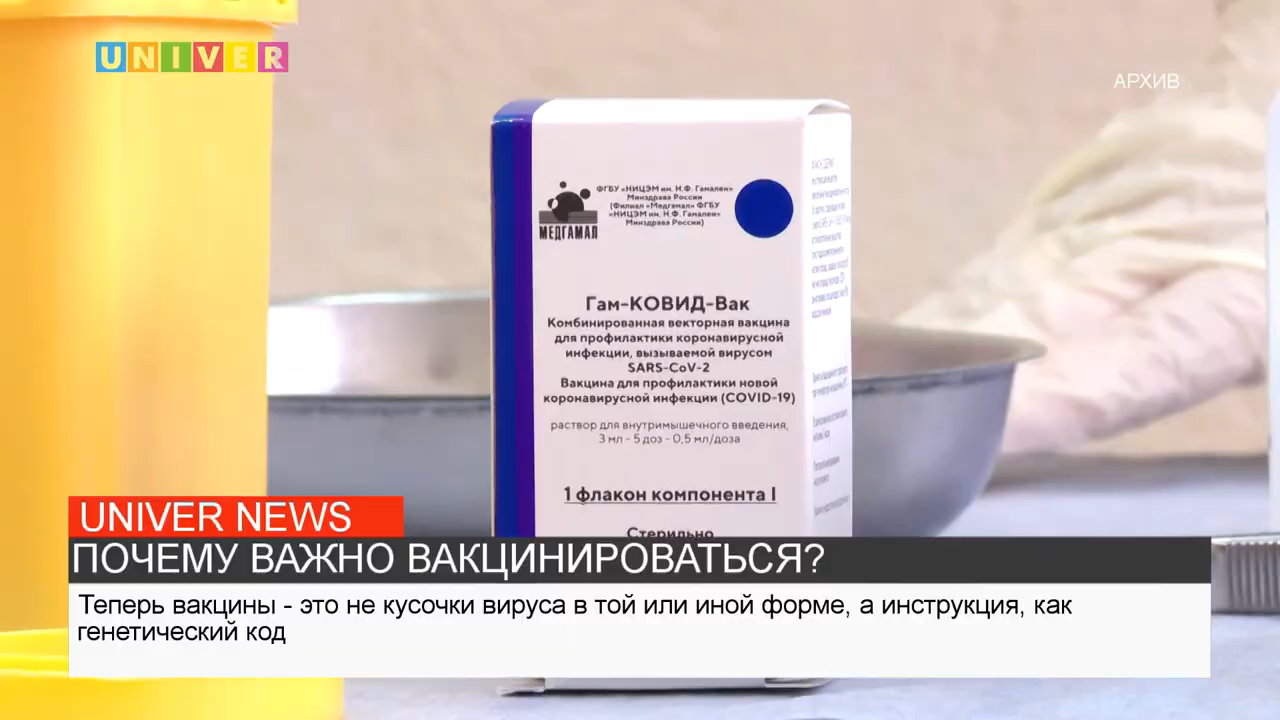 UNIVER
АРХИВ
ФГБУ «НИЦЭМ им. Н.Ф. Гамалеи»
Минздрава России
(Филиал «Медгамал» ФГБУ
«НИЦЭМ им. Н.Ф. Гамалеи»
Минздрава России)
МЕДГАМАЛ
Гам-КОВИД-Вак
Комбинированная векторная вакцина
для профилактики коронавирусной
инфекции, вызываемой вирусом
SARS-CoV-2
Вакцина для профилактики новой
коронавирусной инфекции (COVID-19)
раствор для внутримышечного введения,
3 мл - 5 доз - 0,5 мл/доза
1 флакон компонента I
Стерильно
UNIVER NEWS
ПОЧЕМУ ВАЖНО ВАКЦИНИРОВАТЬСЯ?
Теперь вакцины - это не кусочки вируса в той или иной форме, а инструкция, как
генетический код